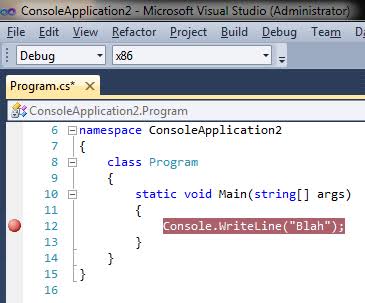 ConsoleApplication2 - Microsoft Visual Studio (Administrator)
File Edit View Refactor Project Build Debug Team
Debug x86
Program.cs* X
ConsoleApplication2.Program
6 namespace ConsoleApplication2
7 {
8 class Program
9 {
10 static void Main(string[] args)
11 {
12 Console.WriteLine("Blah");
13 }
14 }
15 }
16